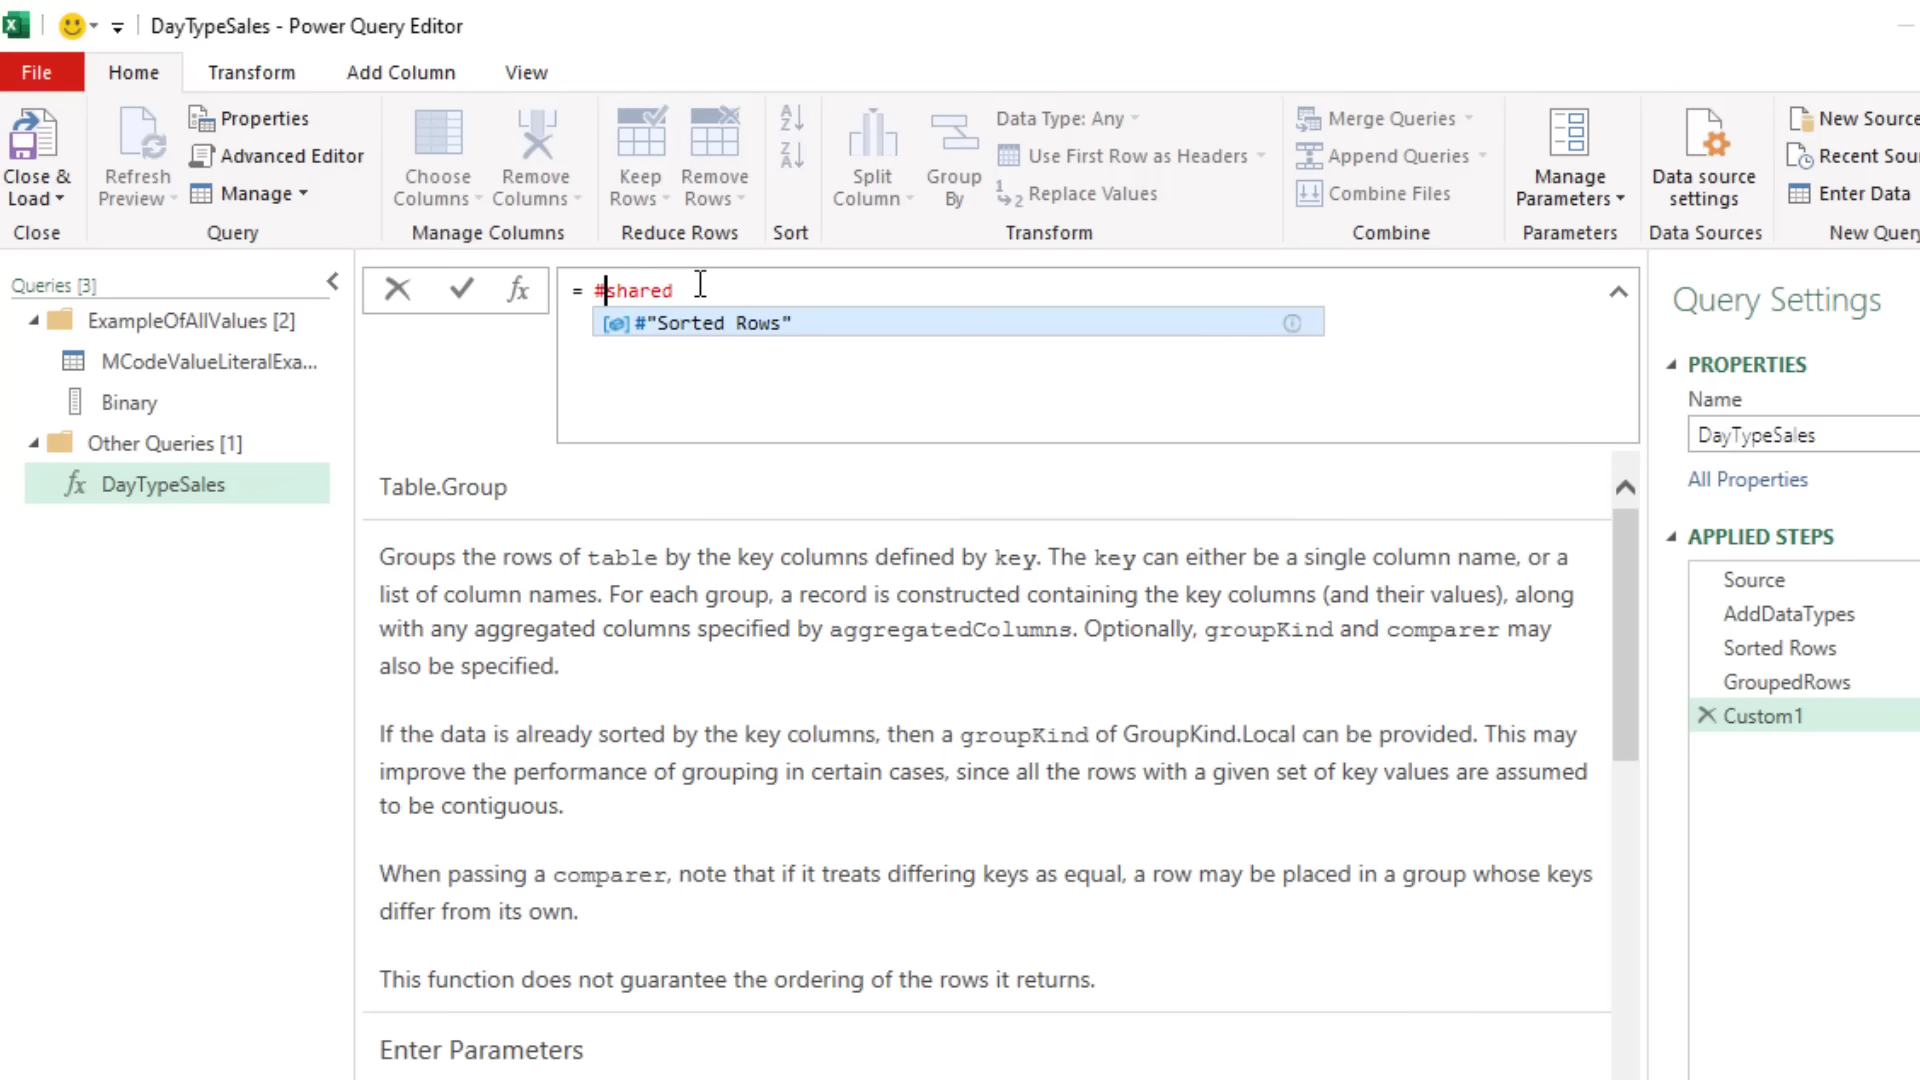 DayTypeSales - Power Query Editor
File
Home
Transform
Add Column
View
Close & Load
Refresh Preview
Properties
Advanced Editor
Manage
Choose Columns
Remove Columns
Keep Rows
Remove Rows
Split Column
Group By
Data Type: Any
Use First Row as Headers
Replace Values
Merge Queries
Append Queries
Combine Files
Manage Parameters
Data source settings
New Source
Recent Sou
Enter Data
Close
Query
Manage Columns
Reduce Rows
Sort
Transform
Combine
Parameters
Data Sources
New Query
Queries [3]
ExampleOfAllValues [2]
MCodeValueLiteralExa...
Binary
Other Queries [1]
DayTypeSales
fx
= #shared
#"Sorted Rows"
Table.Group
Groups the rows of table by the key columns defined by key. The key can either be a single column name, or a
list of column names. For each group, a record is constructed containing the key columns (and their values), along
with any aggregated columns specified by aggregatedColumns. Optionally, groupKind and comparer may
also be specified.
If the data is already sorted by the key columns, then a groupKind of GroupKind.Local can be provided. This may
improve the performance of grouping in certain cases, since all the rows with a given set of key values are assumed
to be contiguous.
When passing a comparer, note that if it treats differing keys as equal, a row may be placed in a group whose keys
differ from its own.
This function does not guarantee the ordering of the rows it returns.
Enter Parameters
Query Settings
PROPERTIES
Name
DayTypeSales
All Properties
APPLIED STEPS
Source
AddDataTypes
Sorted Rows
GroupedRows
Custom1